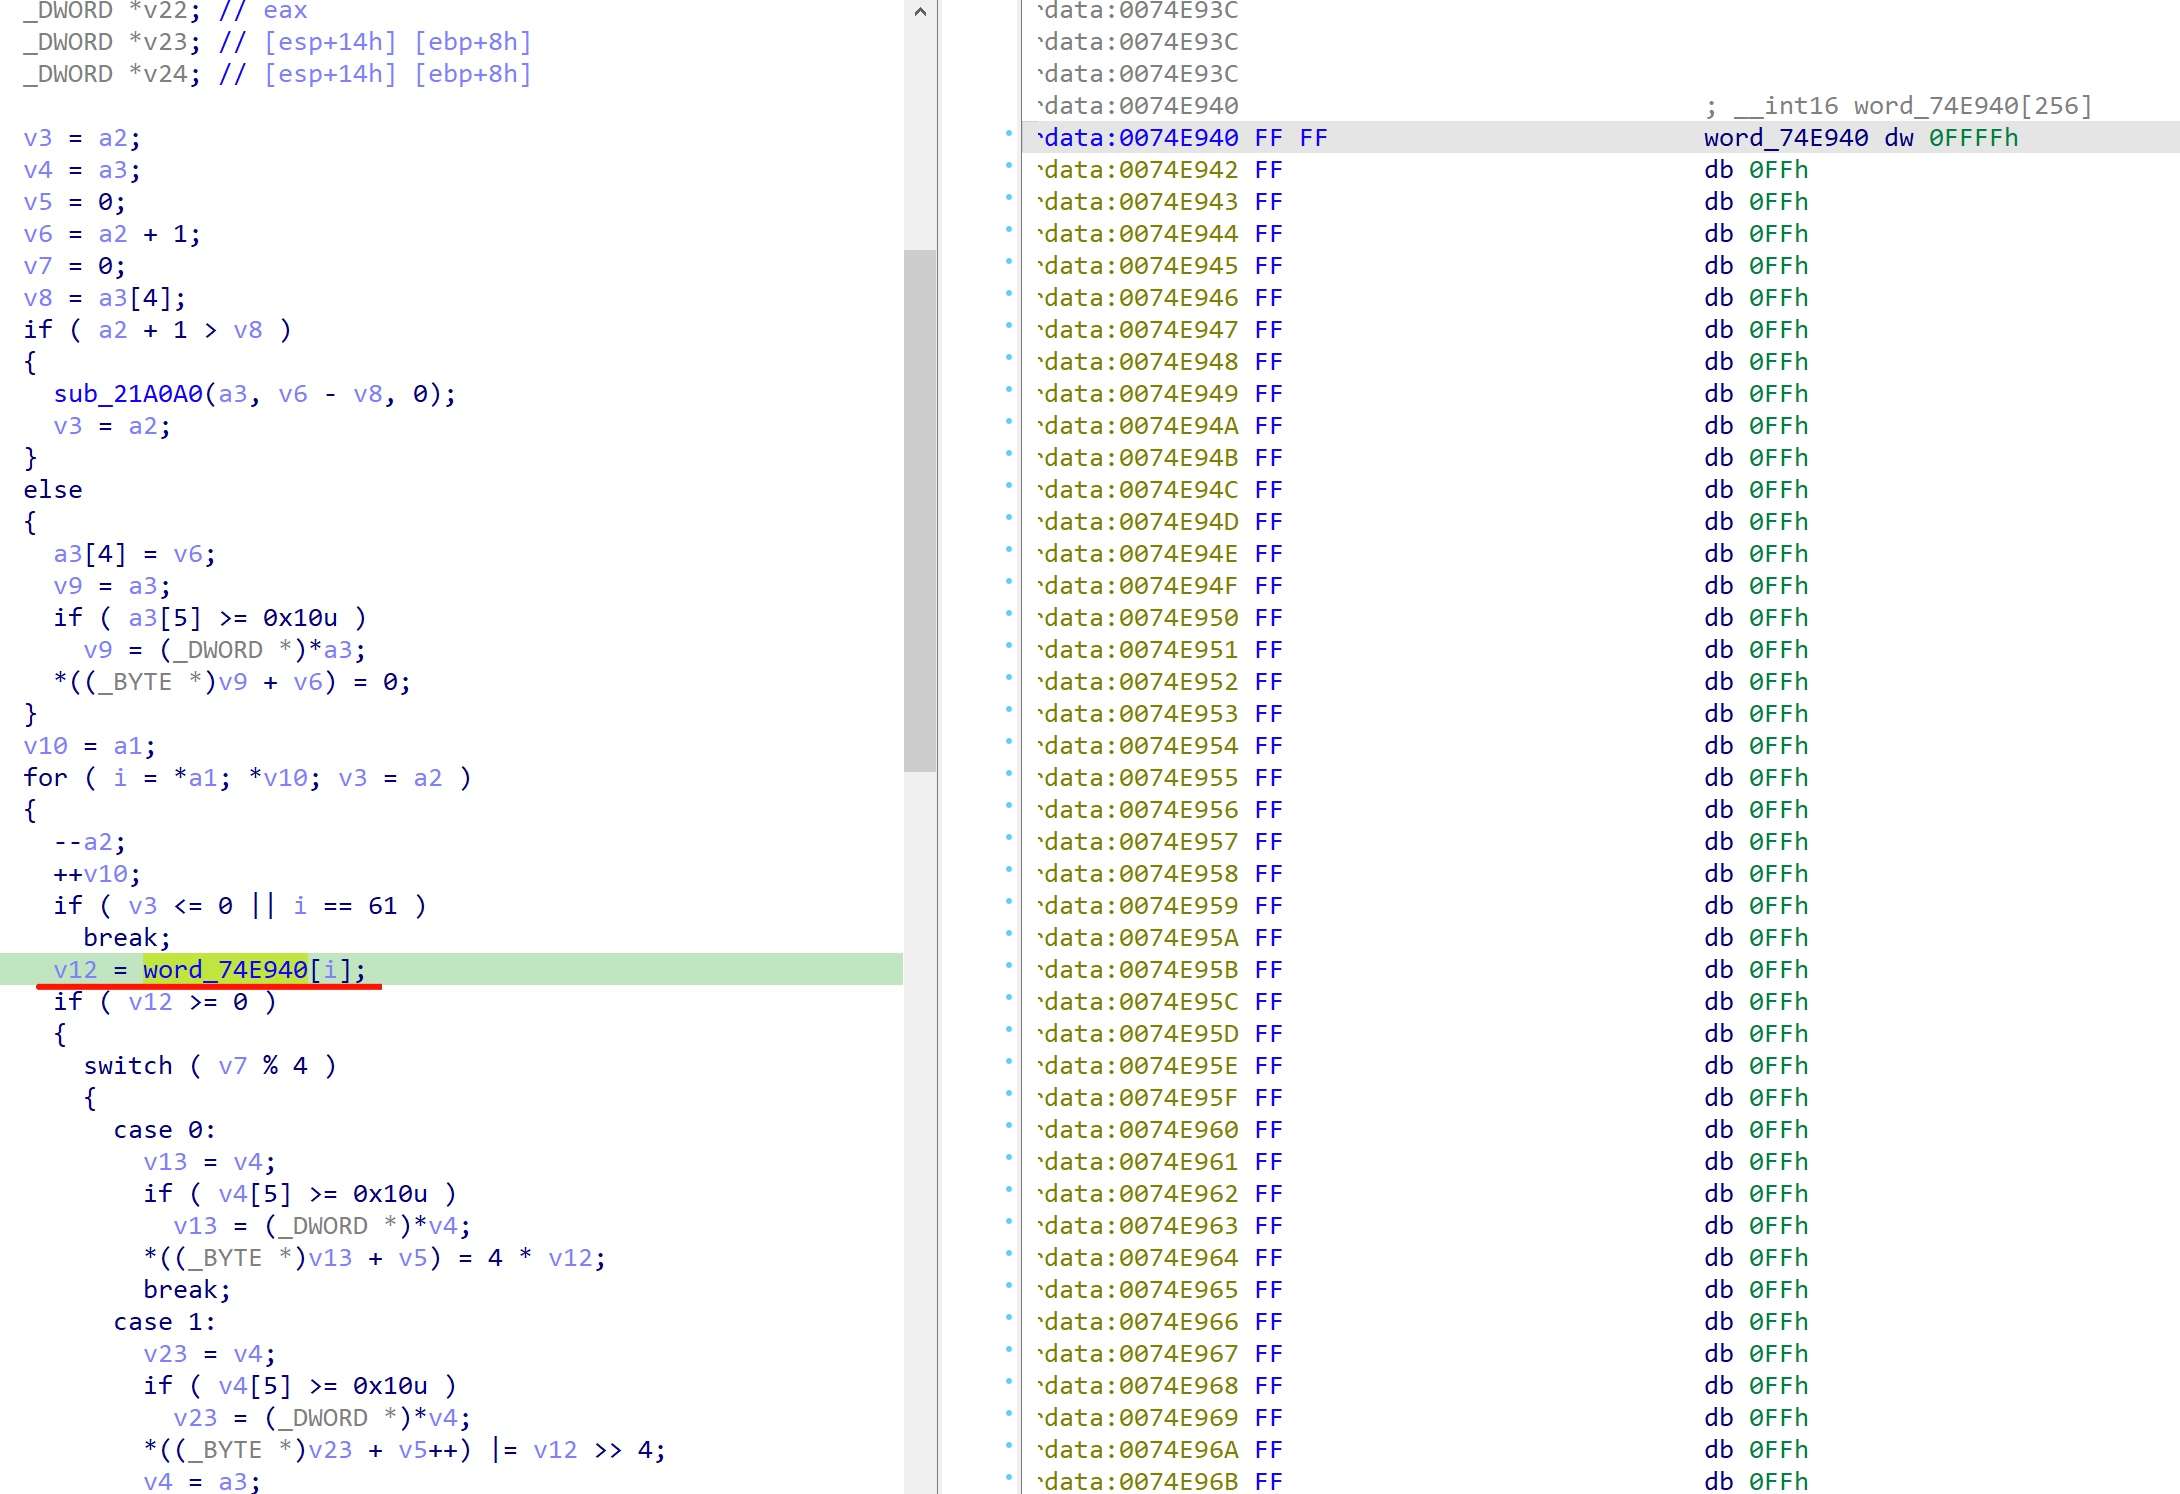 _DWORD *v22; // eax
_DWORD *v23; // [esp+14h] [ebp+8h]
_DWORD *v24; // [esp+14h] [ebp+8h]
v3 = a2;
v4 = a3;
v5 = 0;
v6 = a2 + 1;
v7 = 0;
v8 = a3[4];
if ( a2 + 1 > v8 )
{
sub_21A0A0(a3, v6 - v8, 0);
v3 = a2;
}
else
{
a3[4] = v6;
v9 = a3;
if ( a3[5] >= 0x10u )
v9 = (_DWORD *)*a3;
*((_BYTE *)v9 + v6) = 0;
}
v10 = a1;
for ( i = *a1; *v10; v3 = a2 )
{
--a2;
++v10;
if ( v3 <= 0 || i == 61 )
break;
v12 = word_74E940[i];
if ( v12 >= 0 )
{
switch ( v7 % 4 )
{
case 0:
v13 = v4;
if ( v4[5] >= 0x10u )
v13 = (_DWORD *)*v4;
*((_BYTE *)v13 + v5) = 4 * v12;
break;
case 1:
v23 = v4;
if ( v4[5] >= 0x10u )
v23 = (_DWORD *)*v4;
*((_BYTE *)v23 + v5++) |= v12 >> 4;
v4 = a3;
data:0074E93C
data:0074E93C
data:0074E93C
data:0074E940 ; __int16 word_74E940[256]
data:0074E940 FF FF word_74E940 dw 0FFFFh
data:0074E942 FF db 0FFh
data:0074E943 FF db 0FFh
data:0074E944 FF db 0FFh
data:0074E945 FF db 0FFh
data:0074E946 FF db 0FFh
data:0074E947 FF db 0FFh
data:0074E948 FF db 0FFh
data:0074E949 FF db 0FFh
data:0074E94A FF db 0FFh
data:0074E94B FF db 0FFh
data:0074E94C FF db 0FFh
data:0074E94D FF db 0FFh
data:0074E94E FF db 0FFh
data:0074E94F FF db 0FFh
data:0074E950 FF db 0FFh
data:0074E951 FF db 0FFh
data:0074E952 FF db 0FFh
data:0074E953 FF db 0FFh
data:0074E954 FF db 0FFh
data:0074E955 FF db 0FFh
data:0074E956 FF db 0FFh
data:0074E957 FF db 0FFh
data:0074E958 FF db 0FFh
data:0074E959 FF db 0FFh
data:0074E95A FF db 0FFh
data:0074E95B FF db 0FFh
data:0074E95C FF db 0FFh
data:0074E95D FF db 0FFh
data:0074E95E FF db 0FFh
data:0074E95F FF db 0FFh
data:0074E960 FF db 0FFh
data:0074E961 FF db 0FFh
data:0074E962 FF db 0FFh
data:0074E963 FF db 0FFh
data:0074E964 FF db 0FFh
data:0074E965 FF db 0FFh
data:0074E966 FF db 0FFh
data:0074E967 FF db 0FFh
data:0074E968 FF db 0FFh
data:0074E969 FF db 0FFh
data:0074E96A FF db 0FFh
data:0074E96B FF db 0FFh